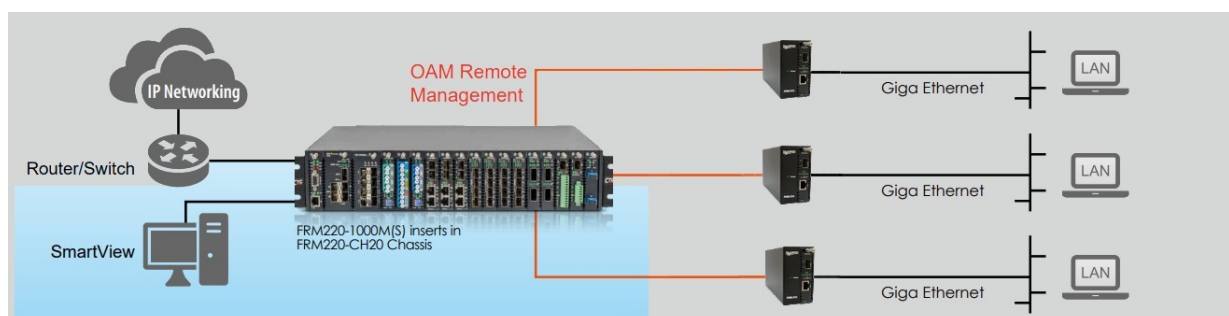 IP Networking
OAM Remote
Management
Router/Switch
SmartView
FRM220-1000M(S) inserts in
FRM220-CH20 Chassis
Giga Ethernet
LAN
Giga Ethernet
LAN
Giga Ethernet
LAN